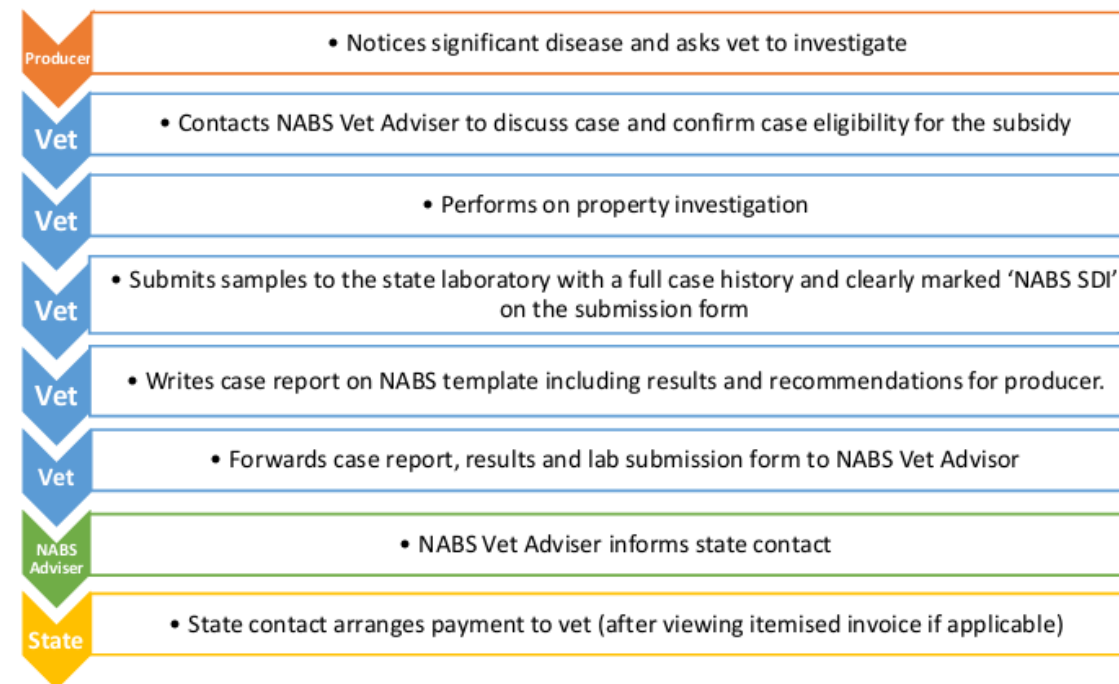 Producer
• Notices significant disease and asks vet to investigate
Vet
• Contacts NABS Vet Adviser to discuss case and confirm case eligibility for the subsidy
Vet
• Performs on property investigation
Vet
• Submits samples to the state laboratory with a full case history and clearly marked ‘NABS SDI’
on the submission form
Vet
• Writes case report on NABS template including results and recommendations for producer.
Vet
• Forwards case report, results and lab submission form to NABS Vet Advisor
NABS
Adviser
• NABS Vet Adviser informs state contact
State
• State contact arranges payment to vet (after viewing itemised invoice if applicable)